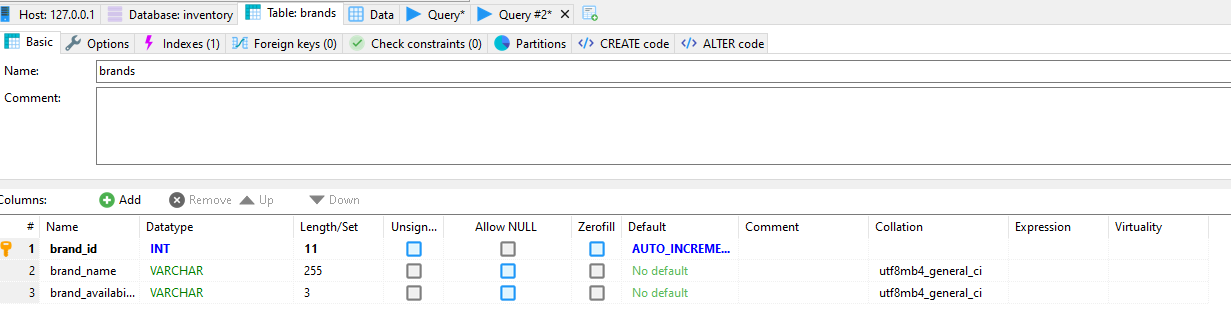 Host: 127.0.0.1 Database: inventory Table: brands Data Query* Query #2*
Basic Options Indexes (1) Foreign keys (0) Check constraints (0) Partitions CREATE code ALTER code
Name: brands
Comment:
Columns: Add Remove Up Down
# Name Datatype Length/Set Unsign... Allow NULL Zerofill Default Comment Collation Expression Virtuality
1 brand_id INT 11 AUTO_INCREME...
2 brand_name VARCHAR 255 No default utf8mb4_general_ci
3 brand_availabi... VARCHAR 3 No default utf8mb4_general_ci